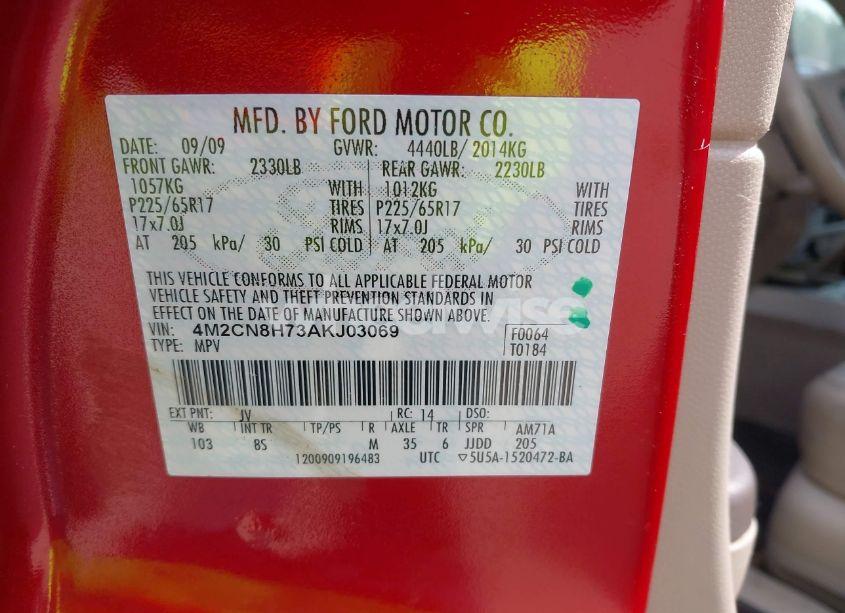 MFD. BY FORD MOTOR CO.
DATE: 09/09 GVWR: 4440LB/ 2014KG
FRONT GAWR: 2330LB REAR GAWR: 2230LB
1057KG WITH 1012KG WITH
P225/65R17 TIRES P225/65R17 TIRES
17x7.0J RIMS 17x7.0J RIMS
AT 205 kPa/ 30 PSI COLD AT 205 kPa/ 30 PSI COLD
THIS VEHICLE CONFORMS TO ALL APPLICABLE FEDERAL MOTOR
VEHICLE SAFETY AND THEFT PREVENTION STANDARDS IN
EFFECT ON THE DATE OF MANUFACTURE SHOWN ABOVE.
VIN: 4M2CN8H73AKJ03069 F0064
TYPE: MPV T0184
EXT PNT: JV RC: 14 DSO:
WB INT TR TP/PS R AXLE TR SPR AM71A
103 BS M 35 6 JJDD 205
1200909196483 UTC ▽5U5A-1520472-BA